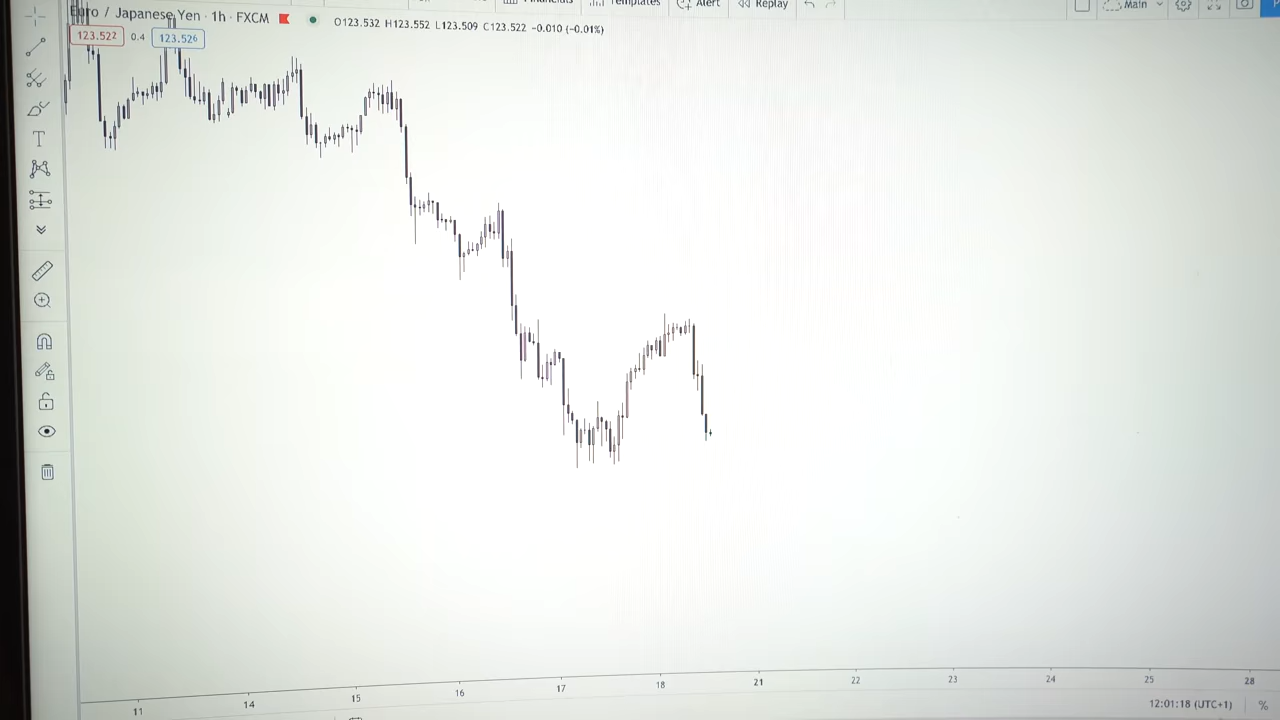 Financials Templates Alert Replay Main
Euro / Japanese Yen · 1h · FXCM O123.532 H123.552 L123.509 C123.522 −0.010 (−0.01%)
123.522 0.4 123.526
T
11 14 15 16 17 18 21 22 23 24 25 28
12:01:18 (UTC+1) %